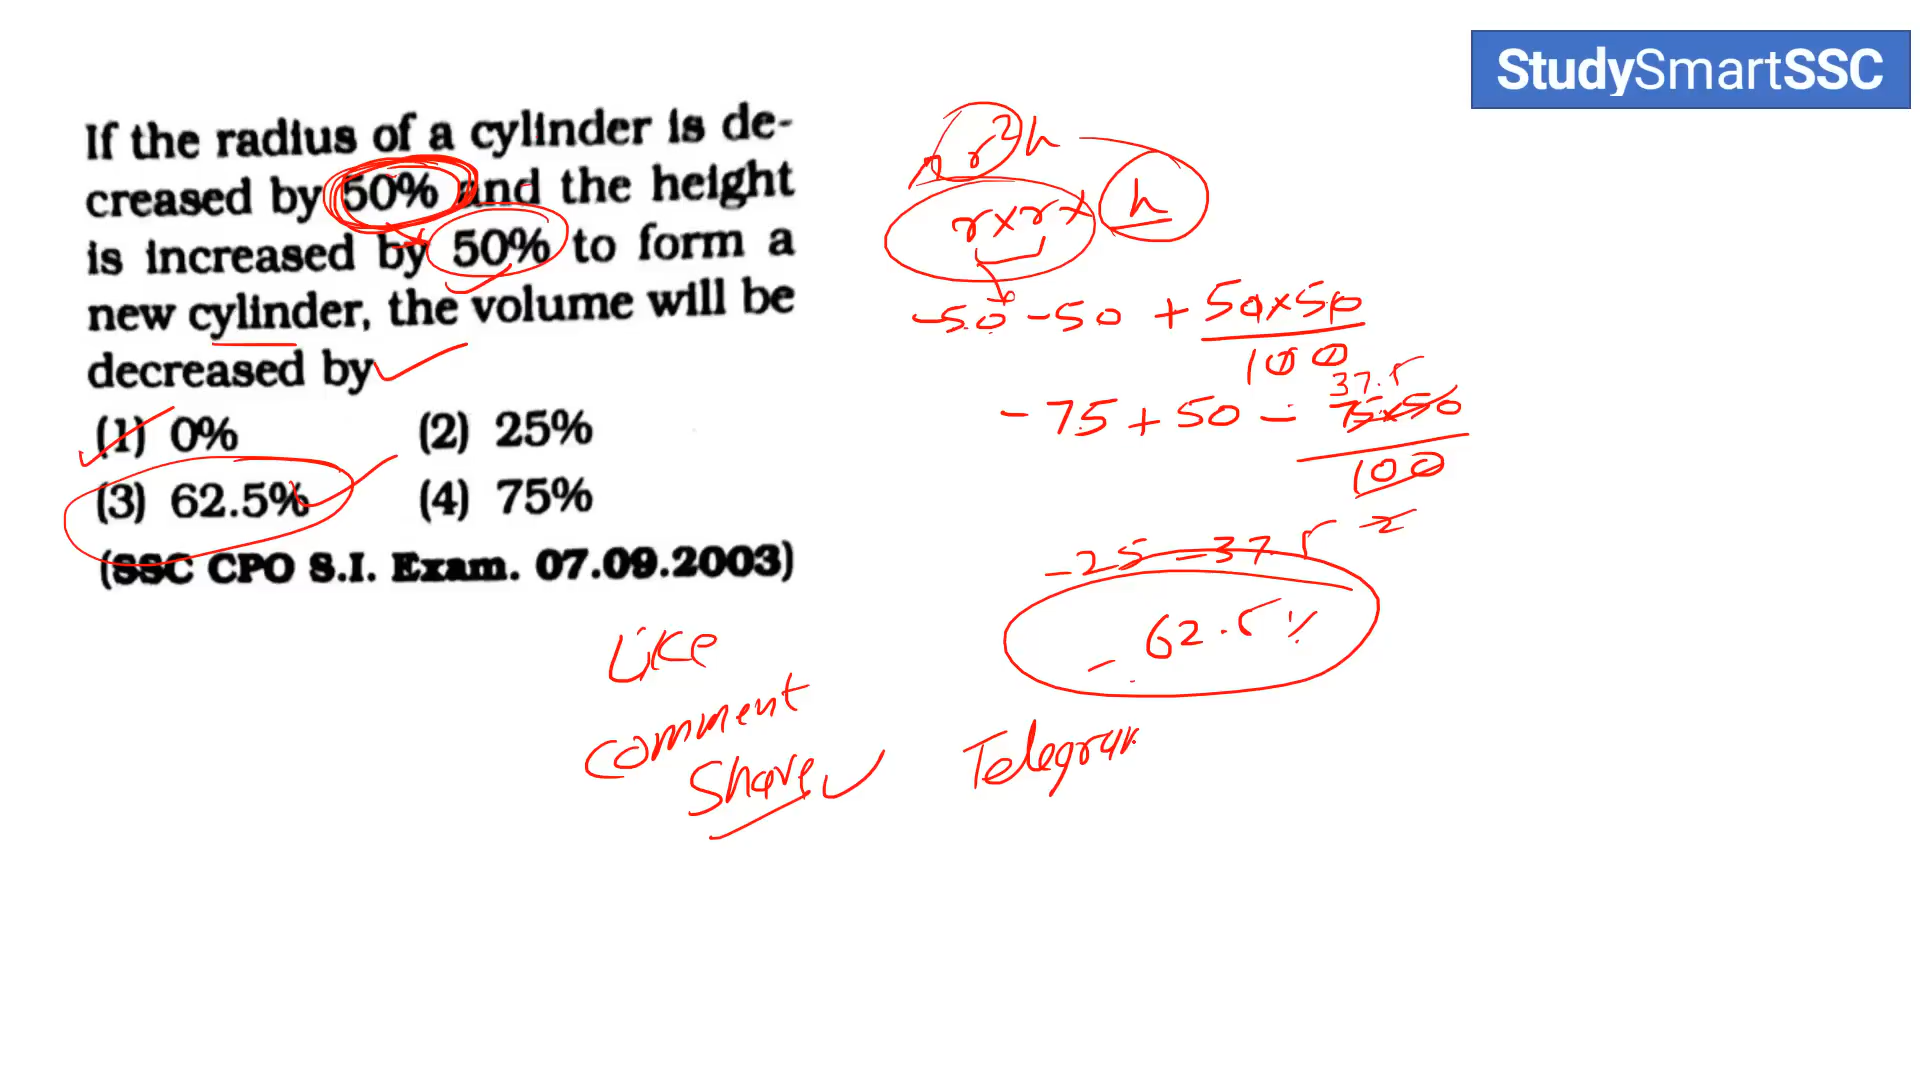 StudySmartSSC
If the radius of a cylinder is de-
creased by 50% and the height
is increased by 50% to form a
new cylinder, the volume will be
decreased by
(1) 0% (2) 25%
(3) 62.5% (4) 75%
(SSC CPO S.I. Exam. 07.09.2003)
πr²h
r×r×h
-50-50+50×50/100
-75+50-75×50/100
37.5
2
-25-37.5
-62.5%
Like
Comment
Share
Telegram